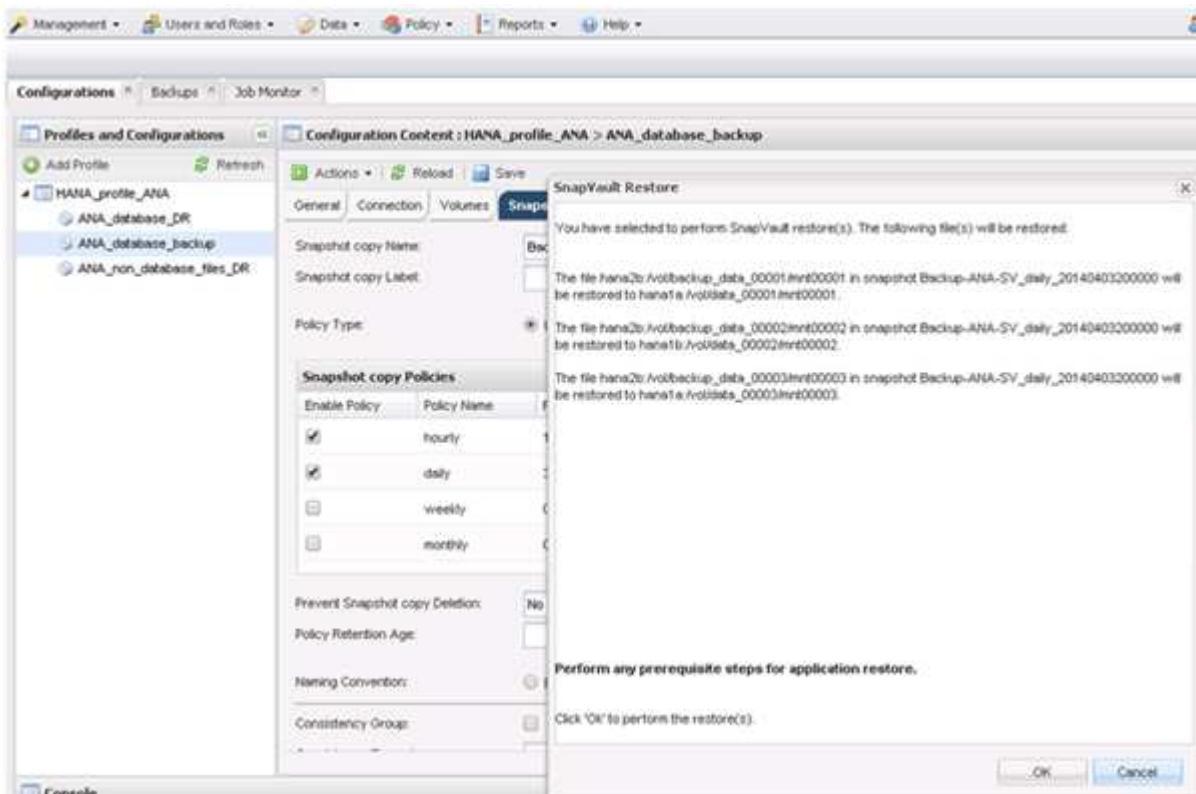 Management Users and Roles Data Policy Reports Help
Configurations Backups Job Monitor
Profiles and Configurations
Add Profile Refresh
HANA_profile_ANA
ANA_database_DR
ANA_database_backup
ANA_non_database_files_DR
Configuration Content : HANA_profile_ANA > ANA_database_backup
Actions Reload Save
General Connection Volumes Snaps
Snapshot copy Name:
Snapshot copy Label:
Policy Type:
Snapshot copy Policies
Enable Policy Policy Name
hourly
daily
weekly
monthly
Prevent Snapshot copy Deletion: No
Policy Retention Age:
Naming Convention:
Consistency Group:
SnapVault Restore
You have selected to perform SnapVault restore(s). The following file(s) will be restored:
The file hana2b:/vol/backup_data_00001/mnt00001 in snapshot Backup-ANA-SV_daily_20140403200000 will
be restored to hana1a:/vol/data_00001/mnt00001.
The file hana2b:/vol/backup_data_00002/mnt00002 in snapshot Backup-ANA-SV_daily_20140403200000 will
be restored to hana1b:/vol/data_00002/mnt00002.
The file hana2b:/vol/backup_data_00003/mnt00003 in snapshot Backup-ANA-SV_daily_20140403200000 will
be restored to hana1a:/vol/data_00003/mnt00003.
Perform any prerequisite steps for application restore.
Click 'Ok' to perform the restore(s).
OK Cancel
Console